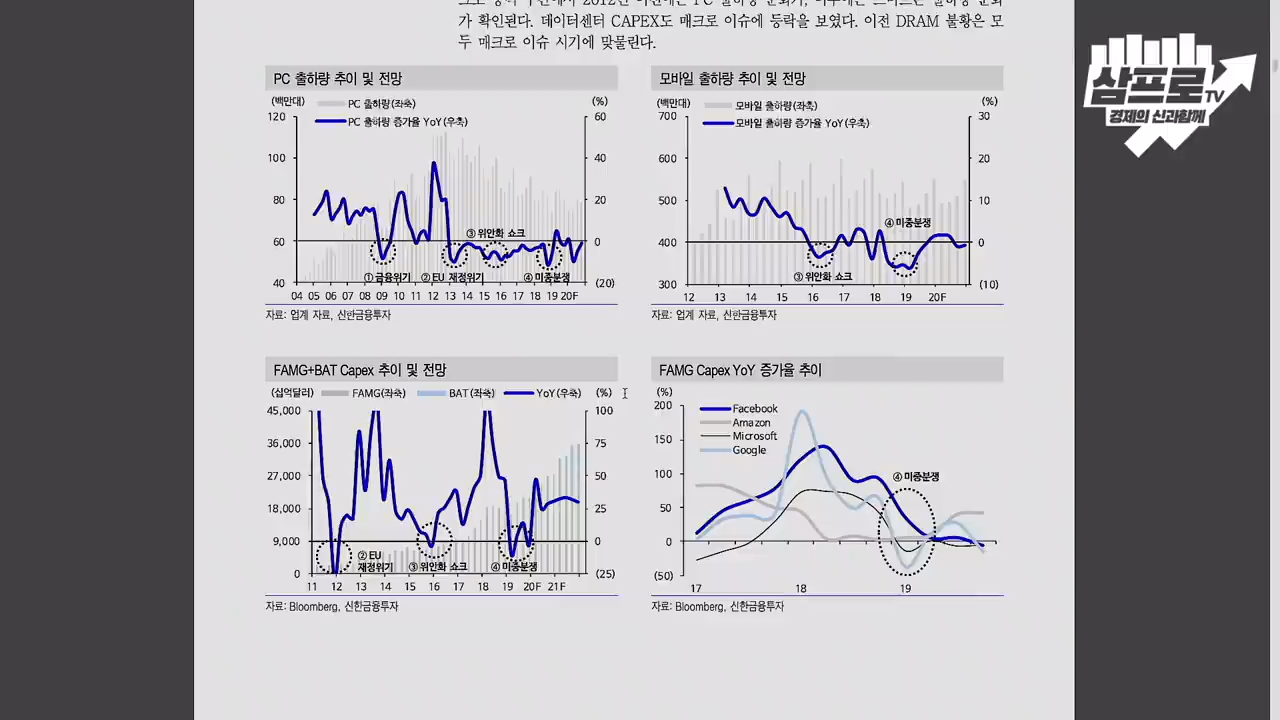 가 확인된다. 데이터센터 CAPEX도 매크로 이슈에 등락을 보였다. 이전 DRAM 불황은 모
두 매크로 이슈 시기에 맞물린다.
삼프로TV
경제의 신과함께
PC 출하량 추이 및 전망
(백만대) PC 출하량(좌축) (%)
PC 출하량 증가율 YoY(우축)
120 60
100 40
80 20
60 0
40 (20)
③ 위안화 쇼크
① 금융위기 ② EU 재정위기 ④ 미중분쟁
04 05 06 07 08 09 10 11 12 13 14 15 16 17 18 19 20F
자료: 업계 자료, 신한금융투자
모바일 출하량 추이 및 전망
(백만대) 모바일 출하량(좌축) (%)
모바일 출하량 증가율 YoY(우축)
700 30
600 20
500 10
400 0
300 (10)
④ 미중분쟁
③ 위안화 쇼크
12 13 14 15 16 17 18 19 20F
자료: 업계 자료, 신한금융투자
FAMG+BAT Capex 추이 및 전망
(십억달러) FAMG(좌축) BAT(좌축) YoY(우축) (%)
45,000 100
36,000 75
27,000 50
18,000 25
9,000 0
0 (25)
② EU
재정위기 ③ 위안화 쇼크 ④ 미중분쟁
11 12 13 14 15 16 17 18 19 20F 21F
자료: Bloomberg, 신한금융투자
FAMG Capex YoY 증가율 추이
(%)
200
150
100
50
0
(50)
Facebook
Amazon
Microsoft
Google
④ 미중분쟁
17 18 19
자료: Bloomberg, 신한금융투자